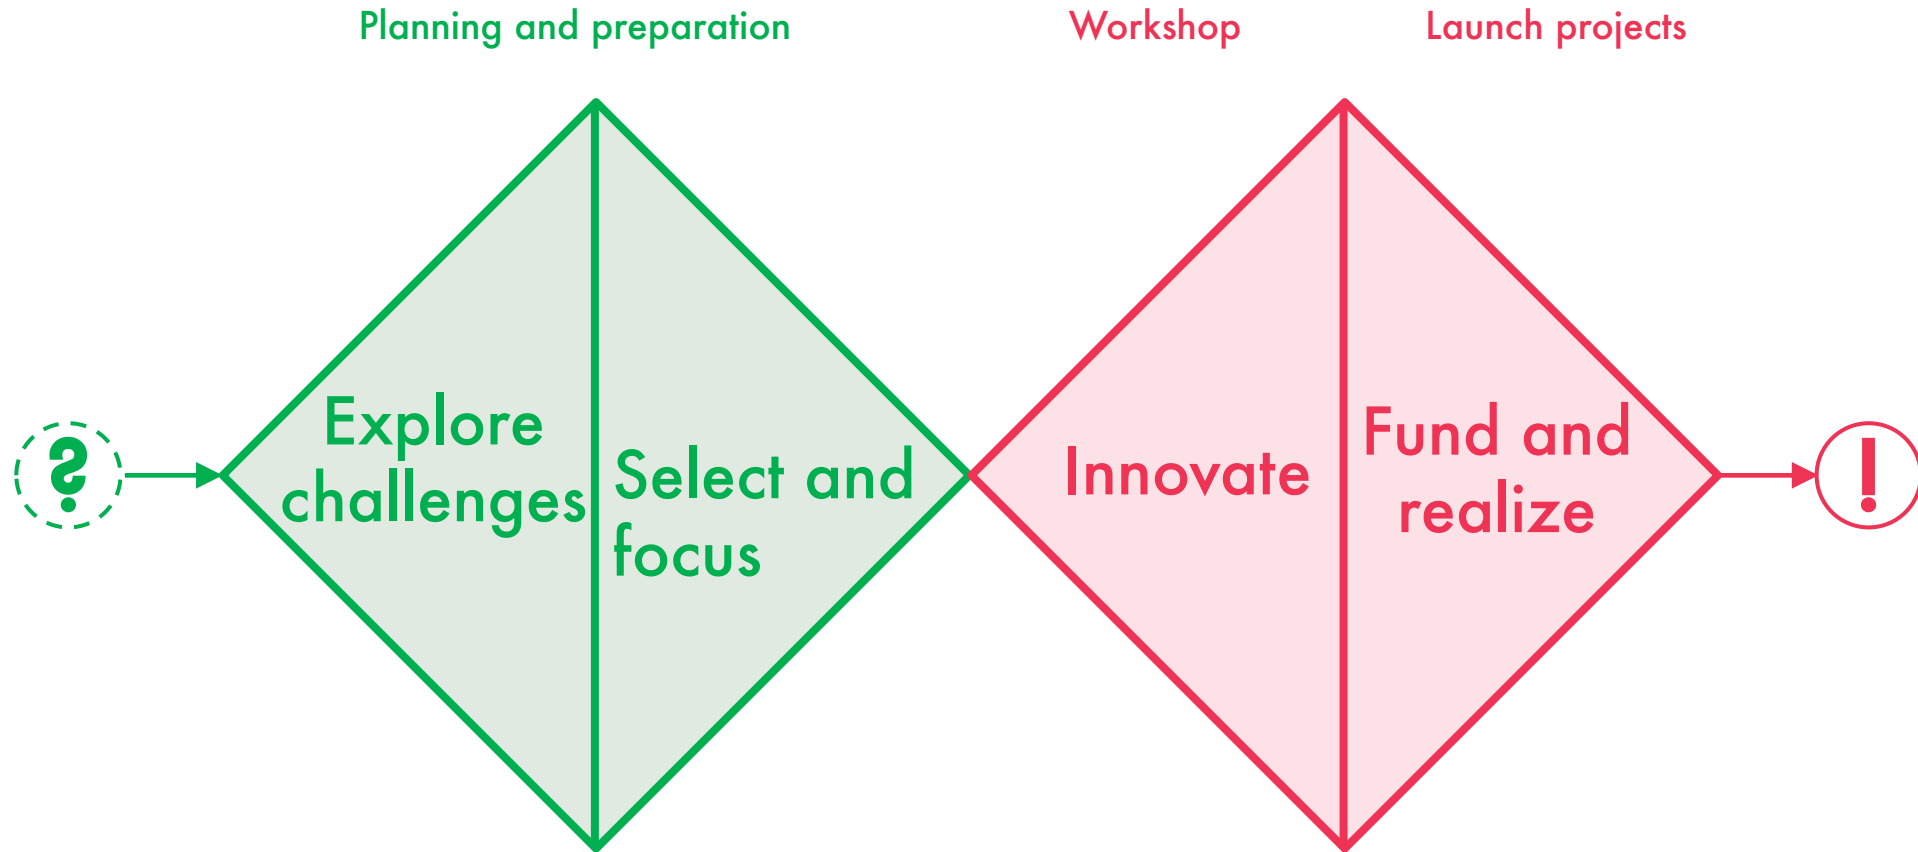 Planning and preparation
Workshop
Launch projects
?
Explore
challenges
Select and
focus
Innovate
Fund and
realize
!